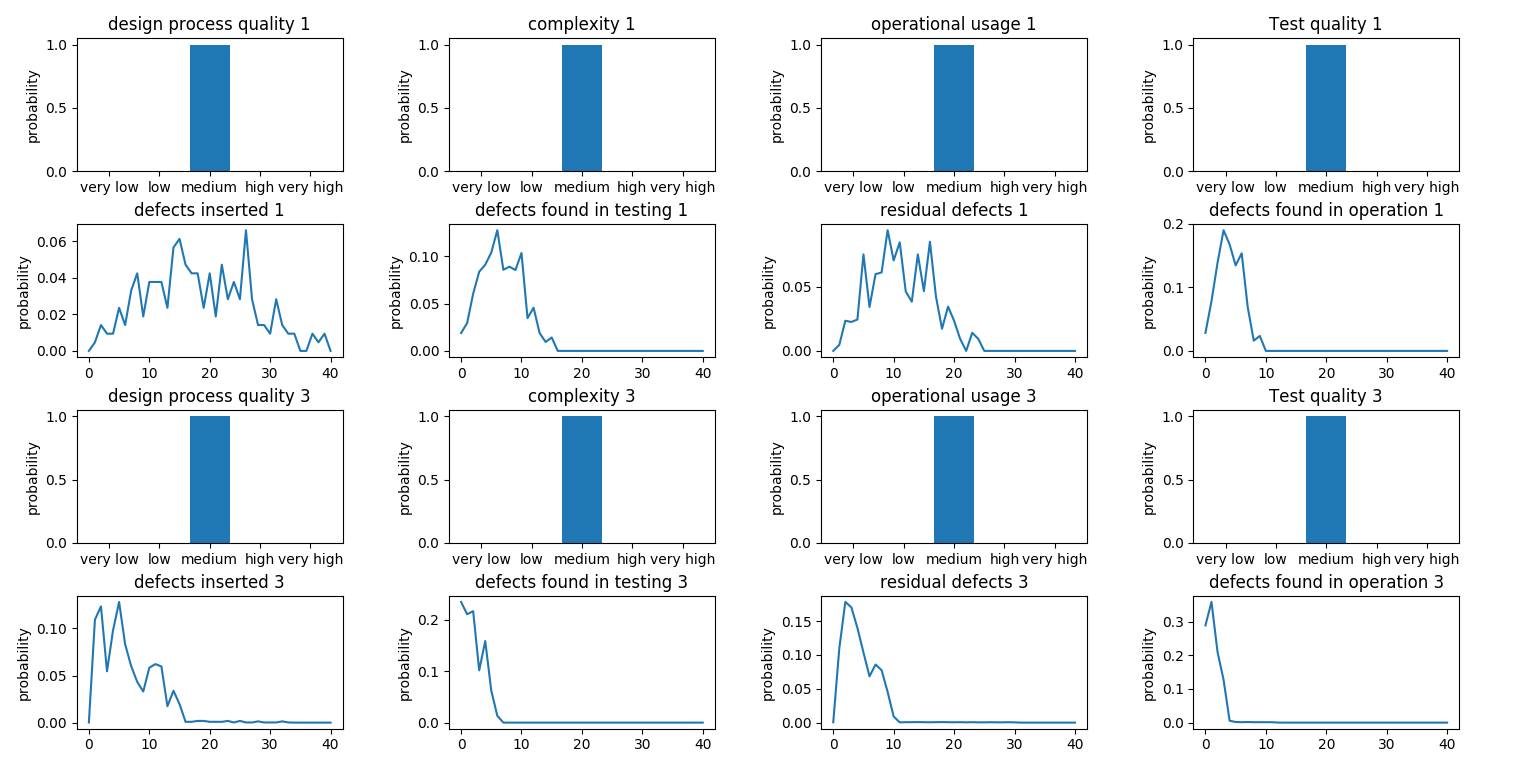 design process quality 1
probability
1.0
0.5
0.0
very low low medium high very high
complexity 1
probability
1.0
0.5
0.0
very low low medium high very high
operational usage 1
probability
1.0
0.5
0.0
very low low medium high very high
Test quality 1
probability
1.0
0.5
0.0
very low low medium high very high
defects inserted 1
probability
0.06
0.04
0.02
0.00
0 10 20 30 40
defects found in testing 1
probability
0.10
0.05
0.00
0 10 20 30 40
residual defects 1
probability
0.05
0.00
0 10 20 30 40
defects found in operation 1
probability
0.2
0.1
0.0
0 10 20 30 40
design process quality 3
probability
1.0
0.5
0.0
very low low medium high very high
complexity 3
probability
1.0
0.5
0.0
very low low medium high very high
operational usage 3
probability
1.0
0.5
0.0
very low low medium high very high
Test quality 3
probability
1.0
0.5
0.0
very low low medium high very high
defects inserted 3
probability
0.10
0.05
0.00
0 10 20 30 40
defects found in testing 3
probability
0.2
0.1
0.0
0 10 20 30 40
residual defects 3
probability
0.15
0.10
0.05
0.00
0 10 20 30 40
defects found in operation 3
probability
0.3
0.2
0.1
0.0
0 10 20 30 40